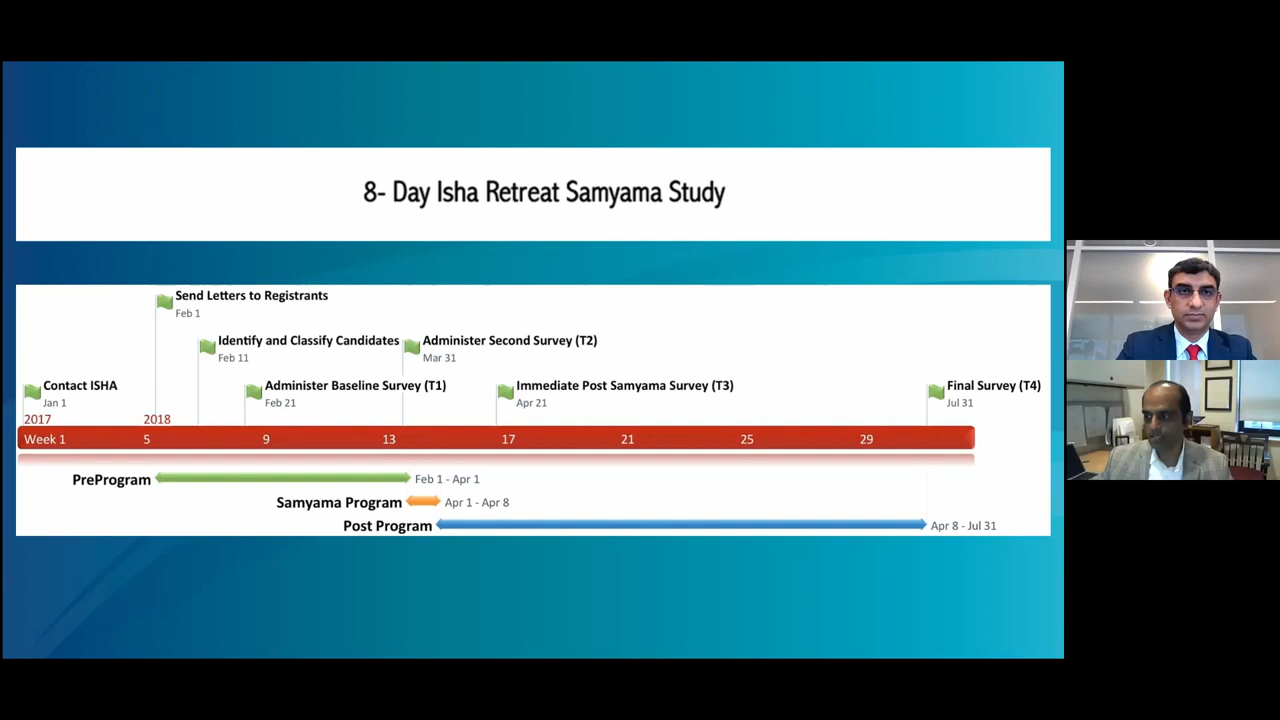 8- Day Isha Retreat Samyama Study
Send Letters to Registrants
Feb 1
Identify and Classify Candidates
Feb 11
Administer Second Survey (T2)
Mar 31
Contact ISHA
Jan 1
Administer Baseline Survey (T1)
Feb 21
Immediate Post Samyama Survey (T3)
Apr 21
Final Survey (T4)
Jul 31
2017 2018
Week 1 5 9 13 17 21 25 29
PreProgram Feb 1 - Apr 1
Samyama Program Apr 1 - Apr 8
Post Program Apr 8 - Jul 31